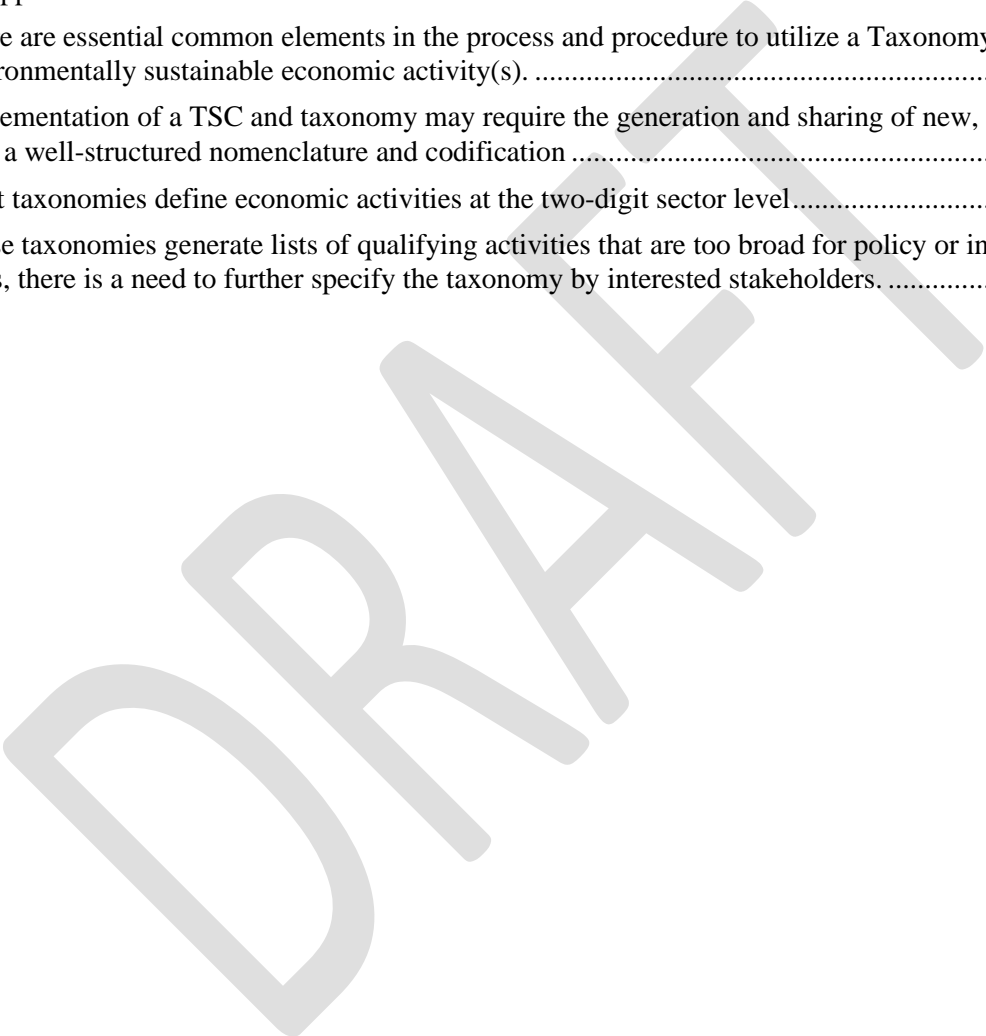 e are essential common elements in the process and procedure to utilize a Taxonomy
ronmentally sustainable economic activity(s). ..........................................................................
ementation of a TSC and taxonomy may require the generation and sharing of new,
a well-structured nomenclature and codification .....................................................................
t taxonomies define economic activities at the two-digit sector level................................
se taxonomies generate lists of qualifying activities that are too broad for policy or in
s, there is a need to further specify the taxonomy by interested stakeholders. .................
DRAFT